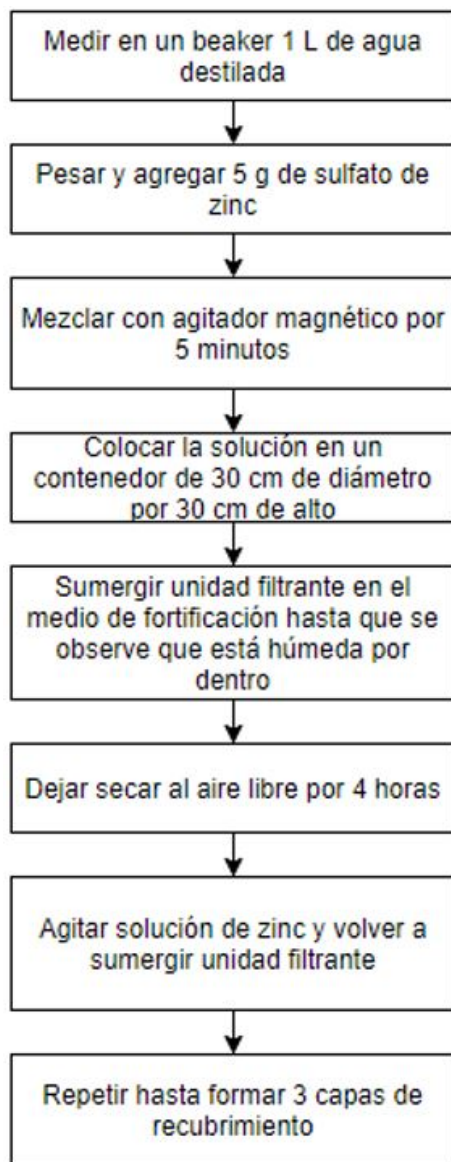 Medir en un beaker 1 L de agua
destilada
Pesar y agregar 5 g de sulfato de
zinc
Mezclar con agitador magnético por
5 minutos
Colocar la solución en un
contenedor de 30 cm de diámetro
por 30 cm de alto
Sumergir unidad filtrante en el
medio de fortificación hasta que se
observe que está húmeda por
dentro
Dejar secar al aire libre por 4 horas
Agitar solución de zinc y volver a
sumergir unidad filtrante
Repetir hasta formar 3 capas de
recubrimiento